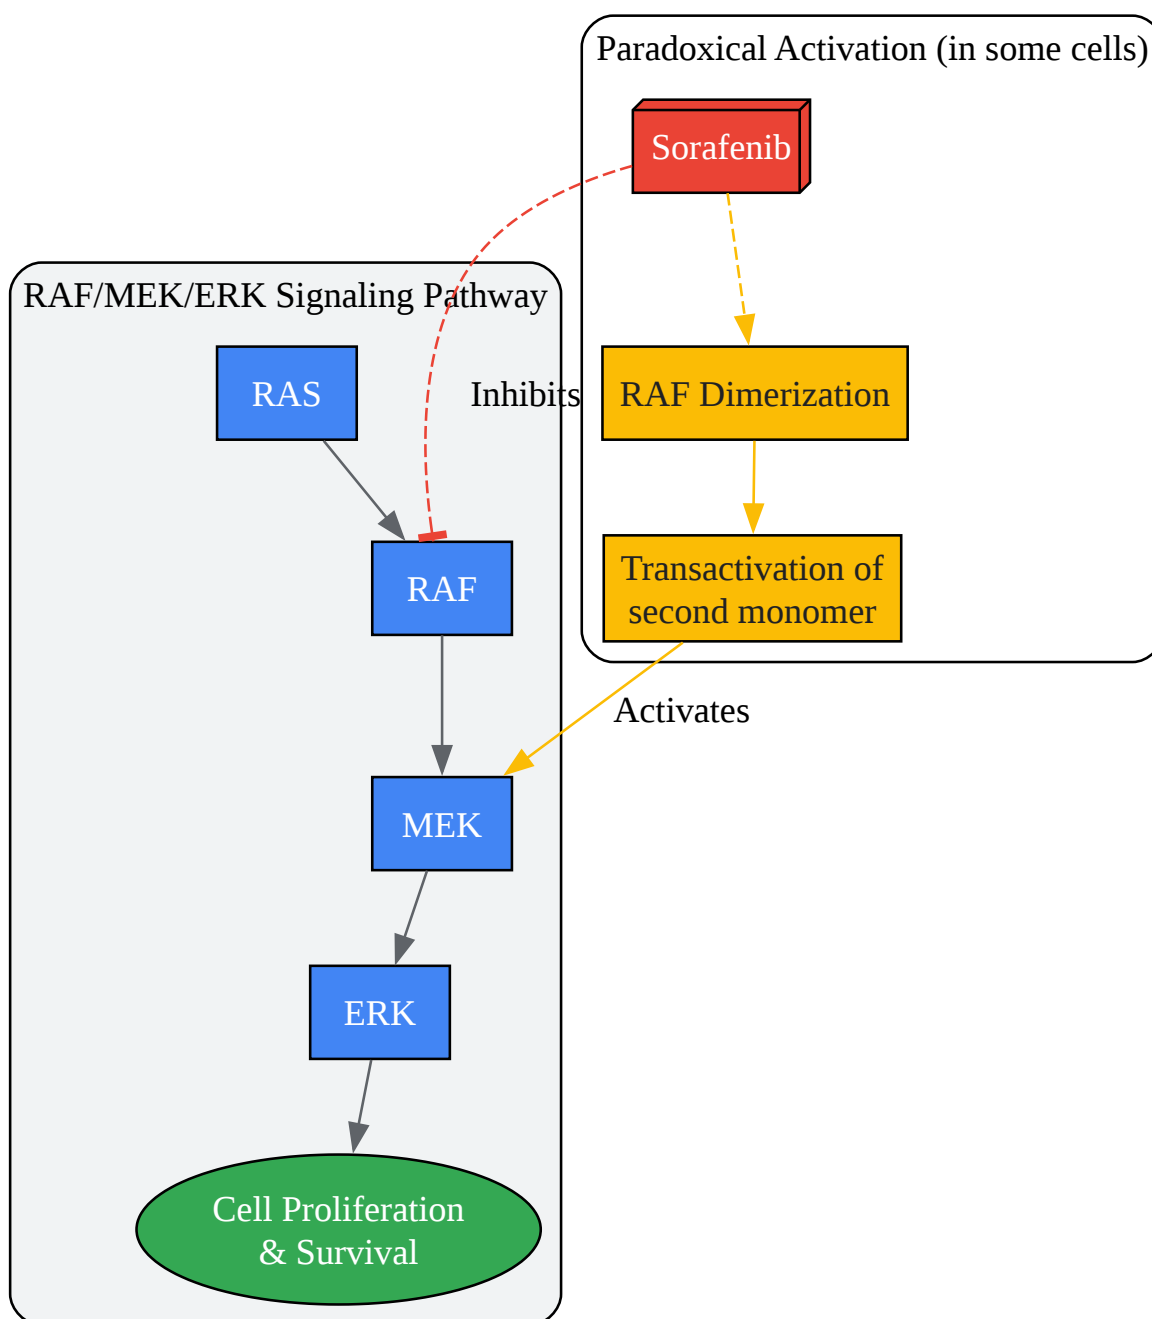 Paradoxical Activation (in some cells)
Sorafenib
RAF/MEK/ERK Signaling Pathway
RAS
Inhibits
RAF Dimerization
RAF
Transactivation of
second monomer
Activates
MEK
ERK
Cell Proliferation
& Survival